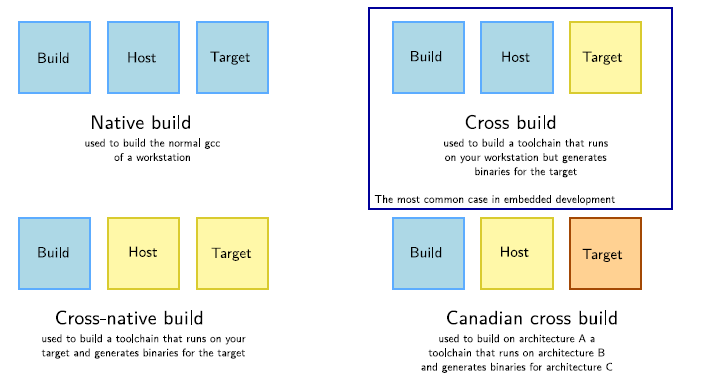 Build Host Target
Native build
used to build the normal gcc
of a workstation
Build Host Target
Cross build
used to build a toolchain that runs
on your workstation but generates
binaries for the target
The most common case in embedded development
Build Host Target
Cross-native build
used to build a toolchain that runs on your
target and generates binaries for the target
Build Host Target
Canadian cross build
used to build on architecture A a
toolchain that runs on architecture B
and generates binaries for architecture C